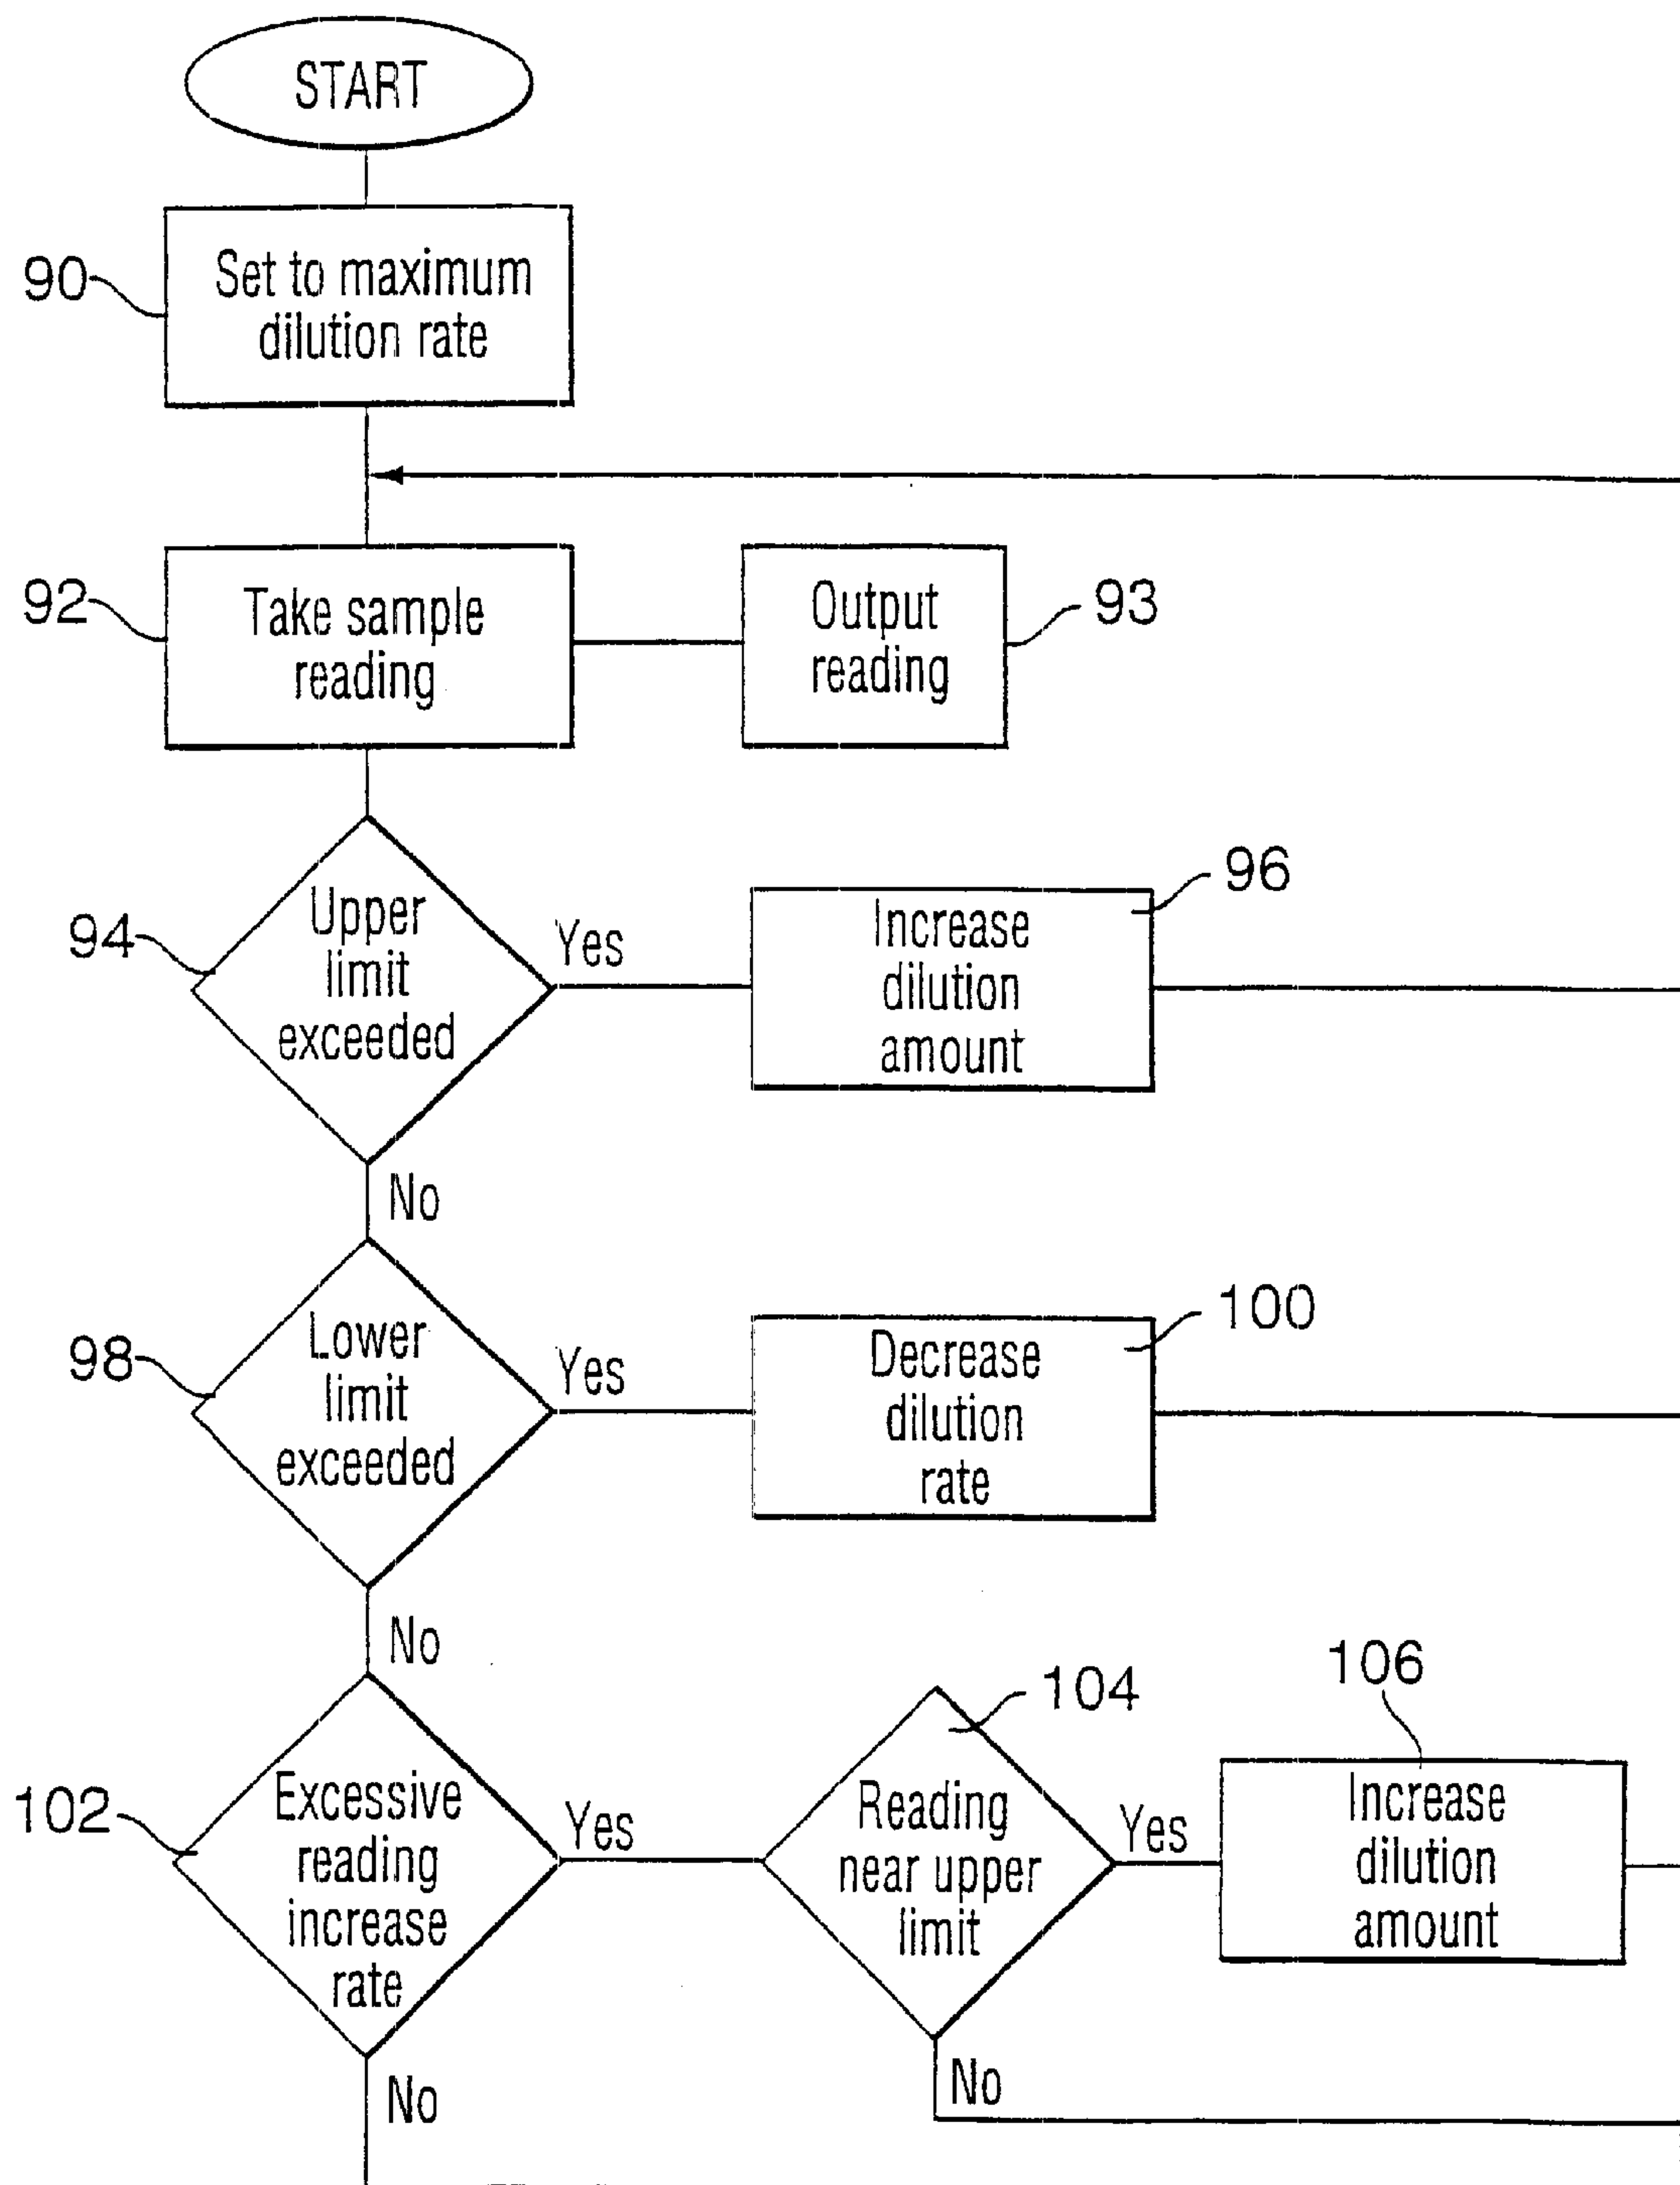 START
90
Set to maximum
dilution rate
92
Take sample
reading
Output
reading
93
94
Upper
limit
exceeded
Yes
96
Increase
dilution
amount
No
98
Lower
limit
exceeded
Yes
100
Decrease
dilution
rate
No
102
Excessive
reading
increase
rate
Yes
104
Reading
near upper
limit
Yes
106
Increase
dilution
amount
No
No